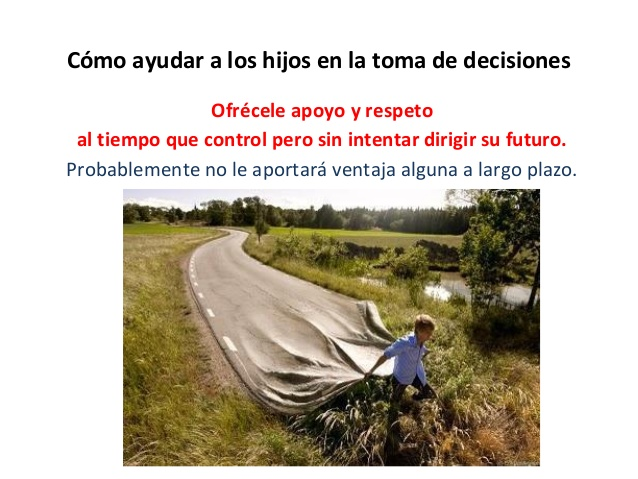 Cómo ayudar a los hijos en la toma de decisiones
Ofrécele apoyo y respeto
al tiempo que control pero sin intentar dirigir su futuro.
Probablemente no le aportará ventaja alguna a largo plazo.